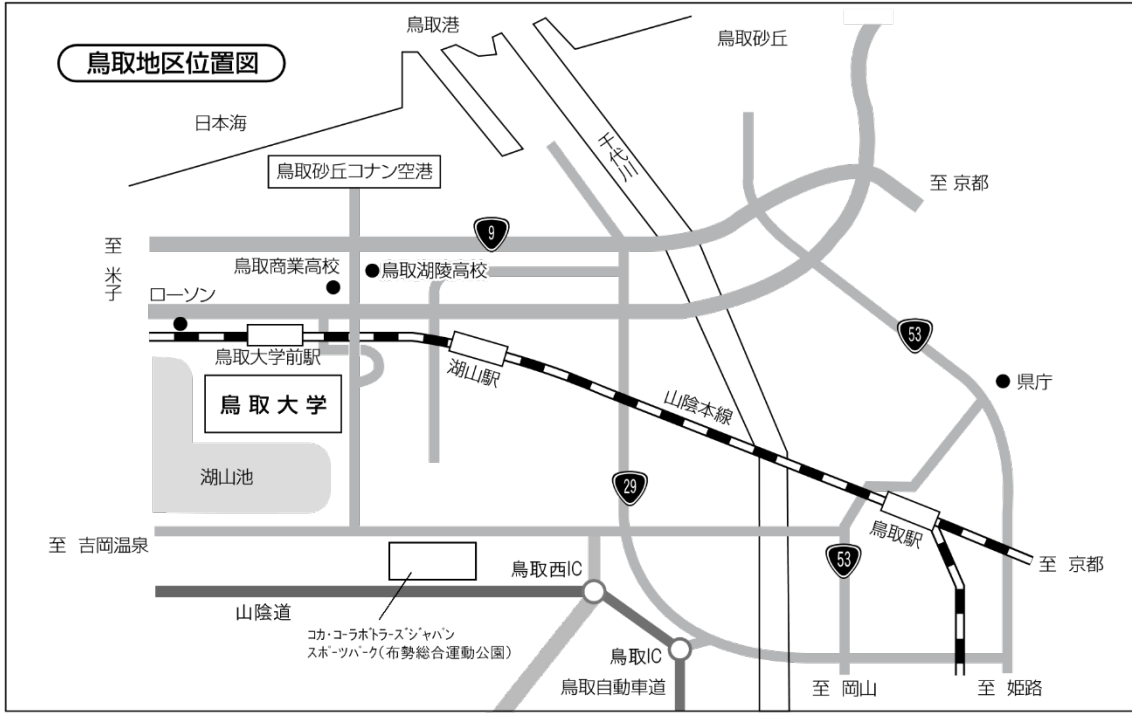 鳥取港
鳥取砂丘
鳥取地区位置図
日本海
千代川
鳥取砂丘コナン空港
至 京都
9
至 米子
鳥取商業高校
鳥取湖陵高校
ローソン
53
鳥取大学前駅
湖山駅
県庁
鳥取大学
山陰本線
湖山池
29
鳥取駅
至 吉岡温泉
53
至 京都
鳥取西IC
山陰道
コカ・コーラボトラーズジャパン
スポーツパーク(布勢総合運動公園)
鳥取IC
鳥取自動車道
至 岡山
至 姫路